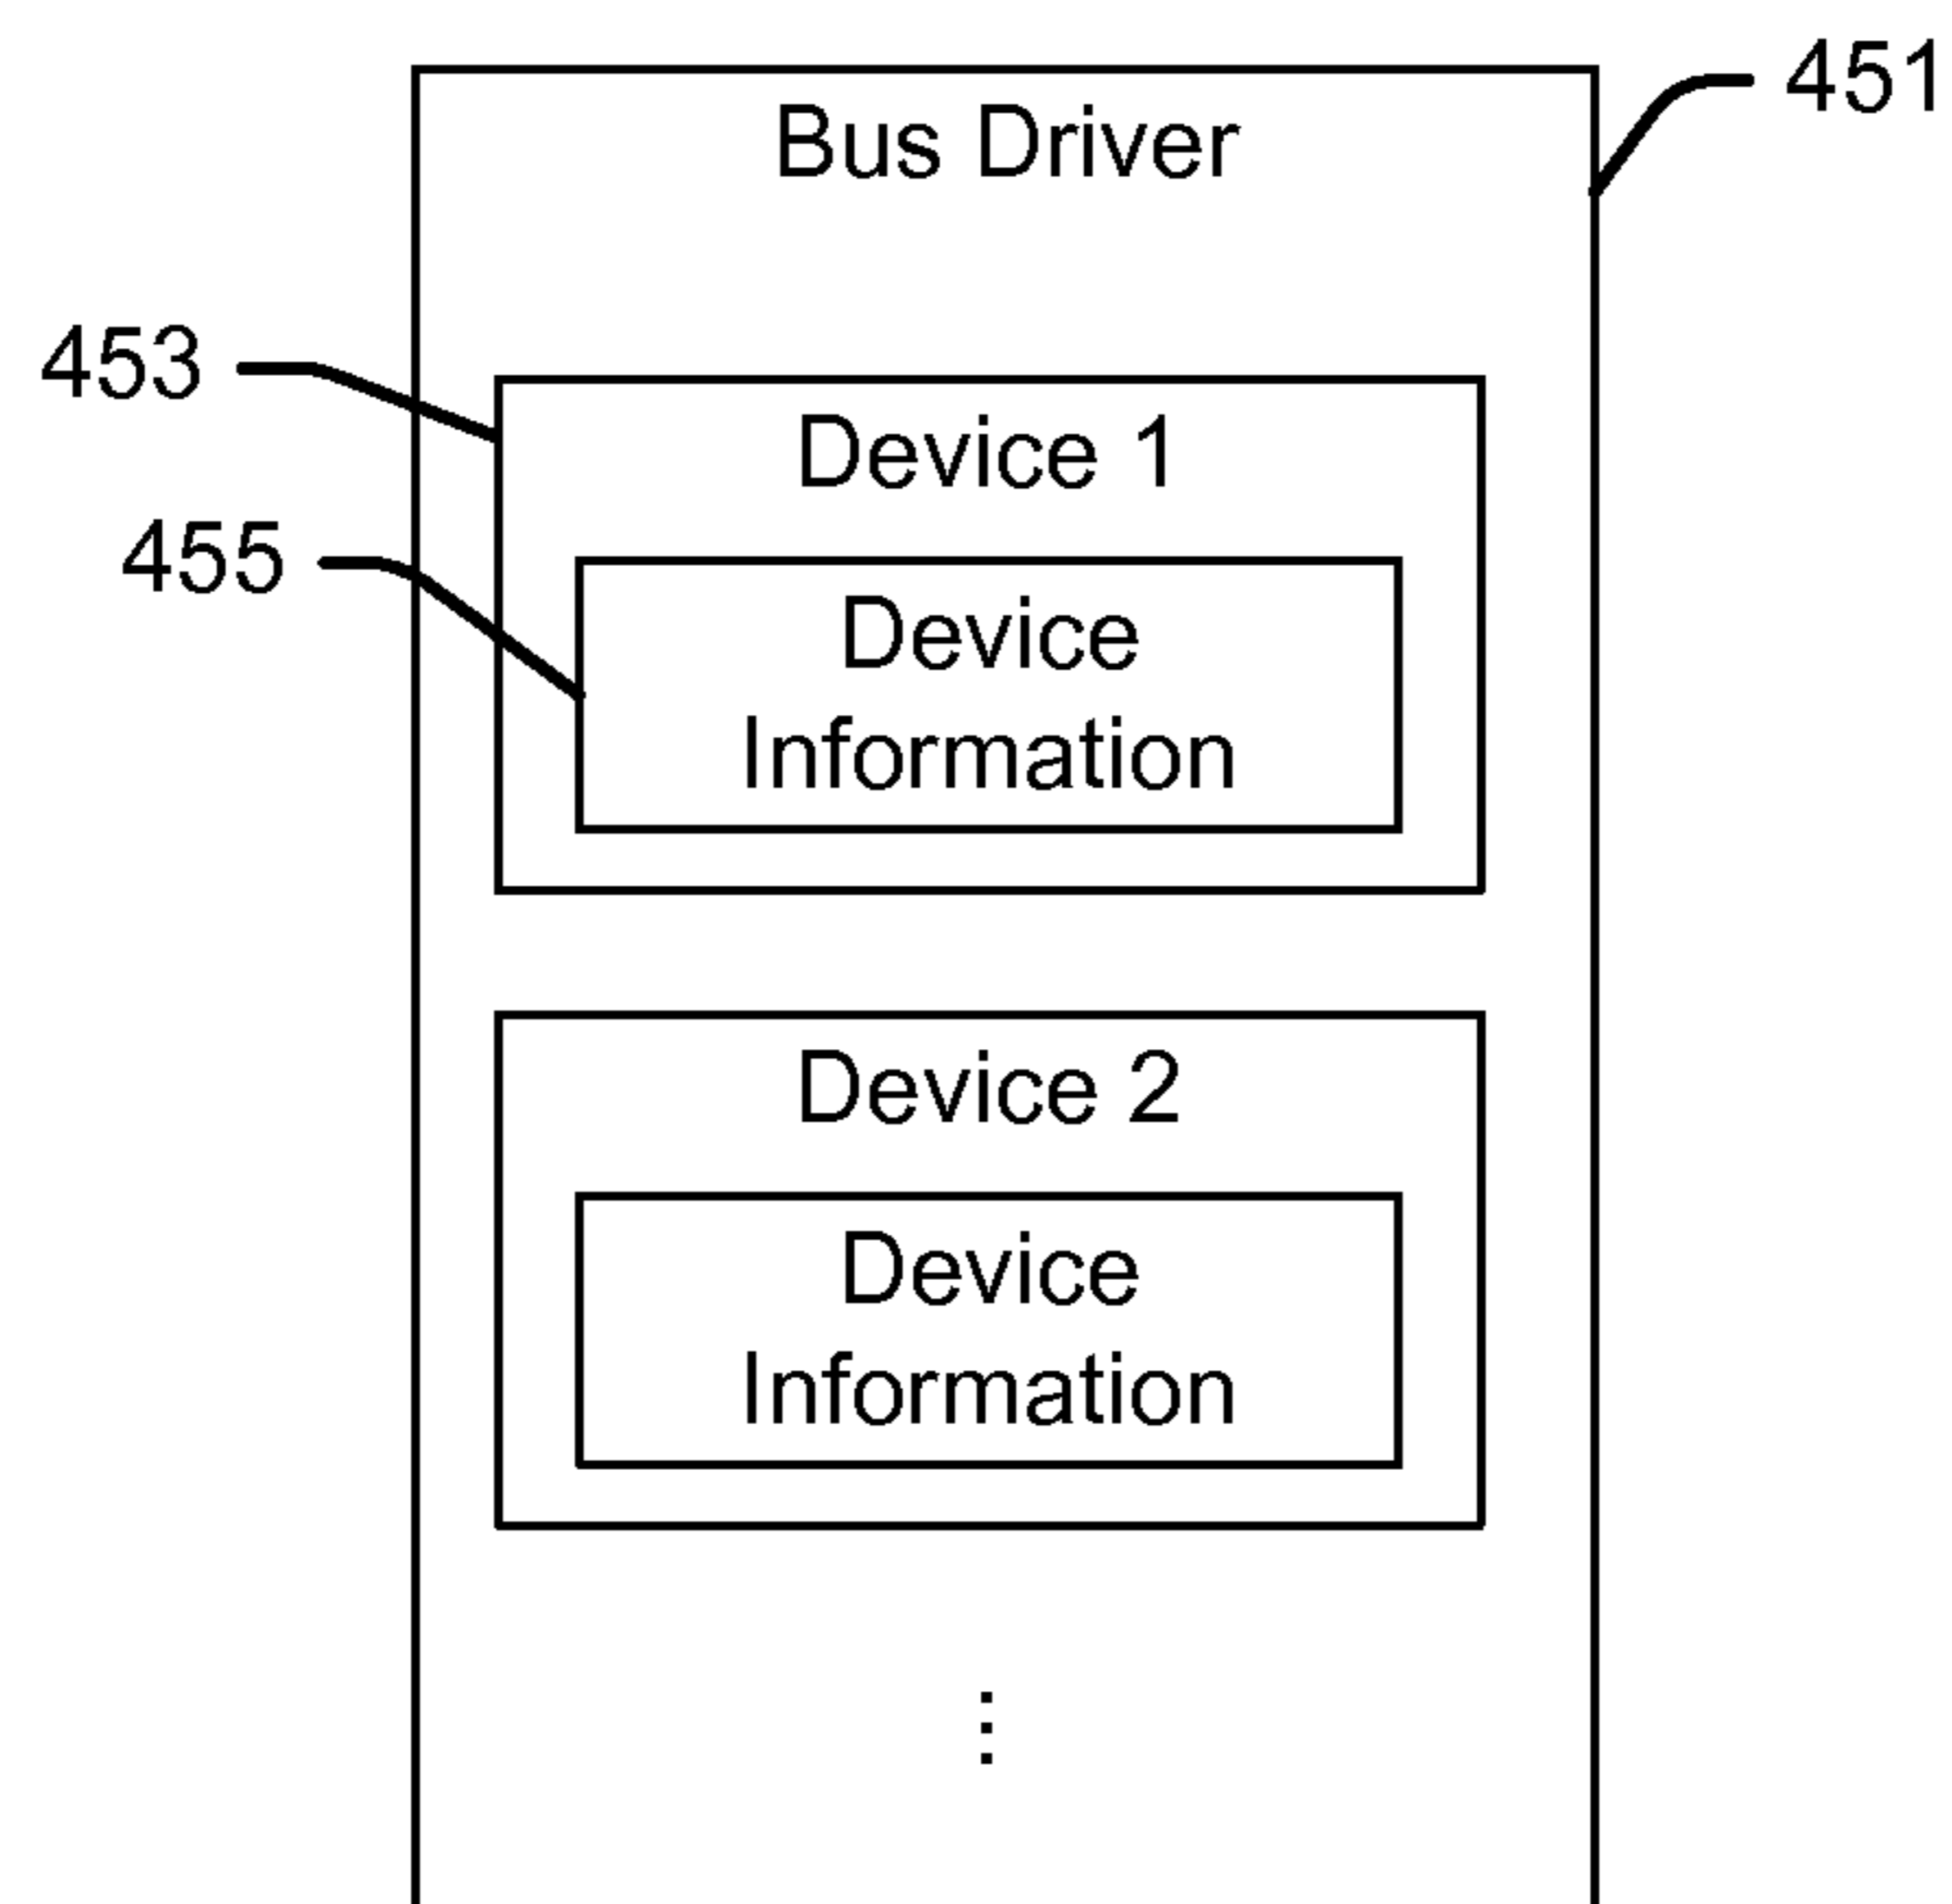 451
Bus Driver
453
Device 1
455
Device
Information
Device 2
Device
Information
⋮